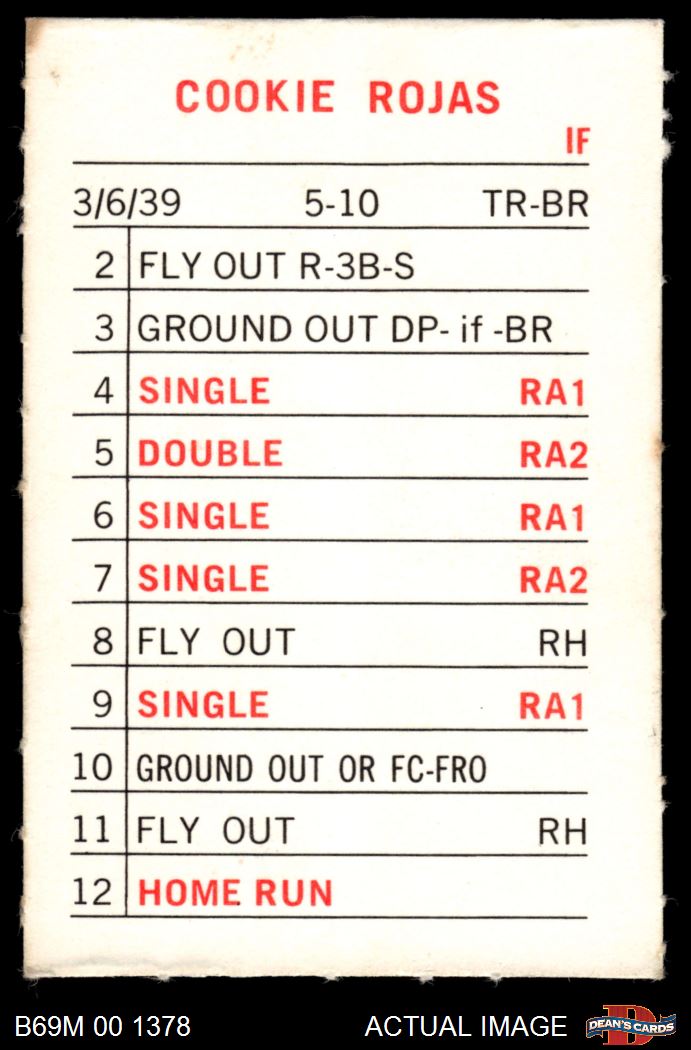 COOKIE ROJAS
IF
3/6/39 5-10 TR-BR
2 FLY OUT R-3B-S
3 GROUND OUT DP- if -BR
4 SINGLE RA1
5 DOUBLE RA2
6 SINGLE RA1
7 SINGLE RA2
8 FLY OUT RH
9 SINGLE RA1
10 GROUND OUT OR FC-FRO
11 FLY OUT RH
12 HOME RUN
B69M 00 1378 ACTUAL IMAGE D DEAN'S CARDS